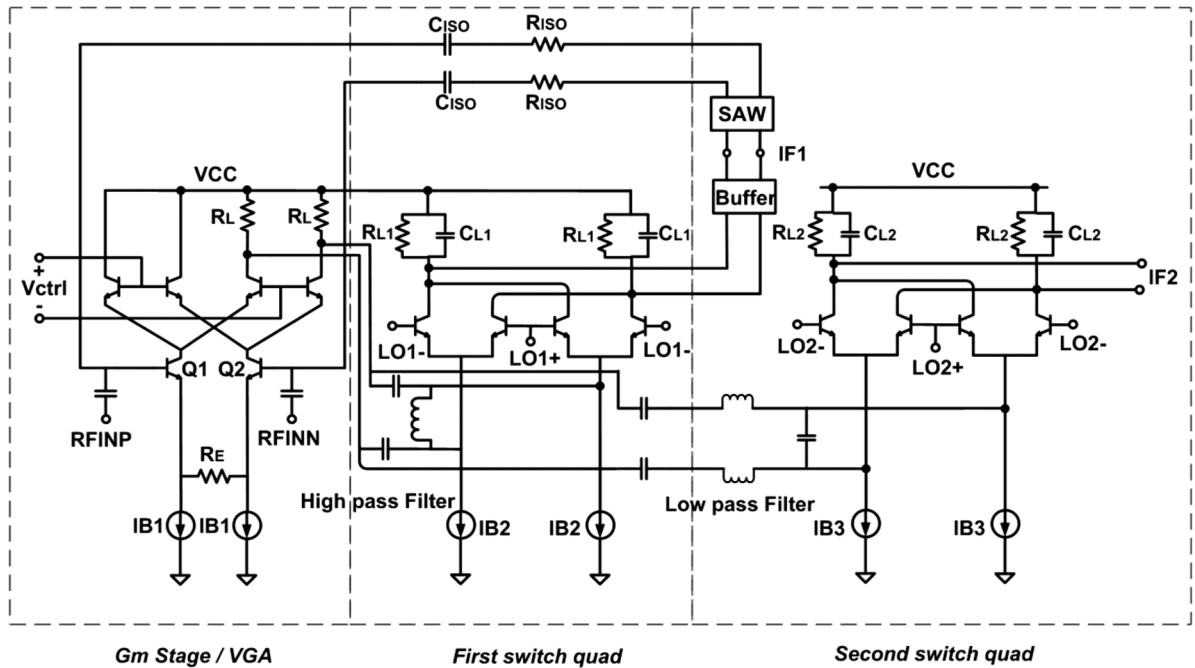 CISO RISO
CISO RISO
SAW
IF1
Buffer
VCC
VCC
RL RL
RL1 CL1
RL1 CL1
RL2 CL2
RL2 CL2
+
Vctrl
-
IF2
LO1- LO1+ LO1-
LO2- LO2+ LO2-
Q1 Q2
RFINP RFINN
RE
High pass Filter
Low pass Filter
IB1 IB1
IB2 IB2
IB3 IB3
Gm Stage / VGA
First switch quad
Second switch quad